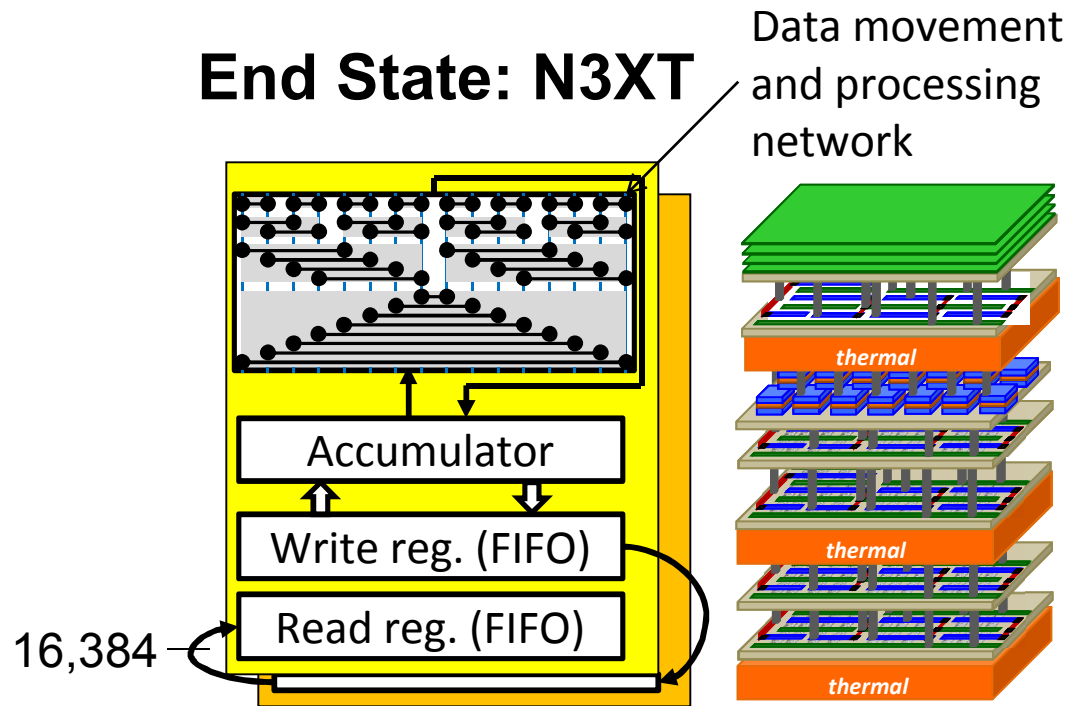 End State: N3XT
Data movement
and processing
network
Accumulator
Write reg. (FIFO)
Read reg. (FIFO)
16,384
thermal
thermal
thermal